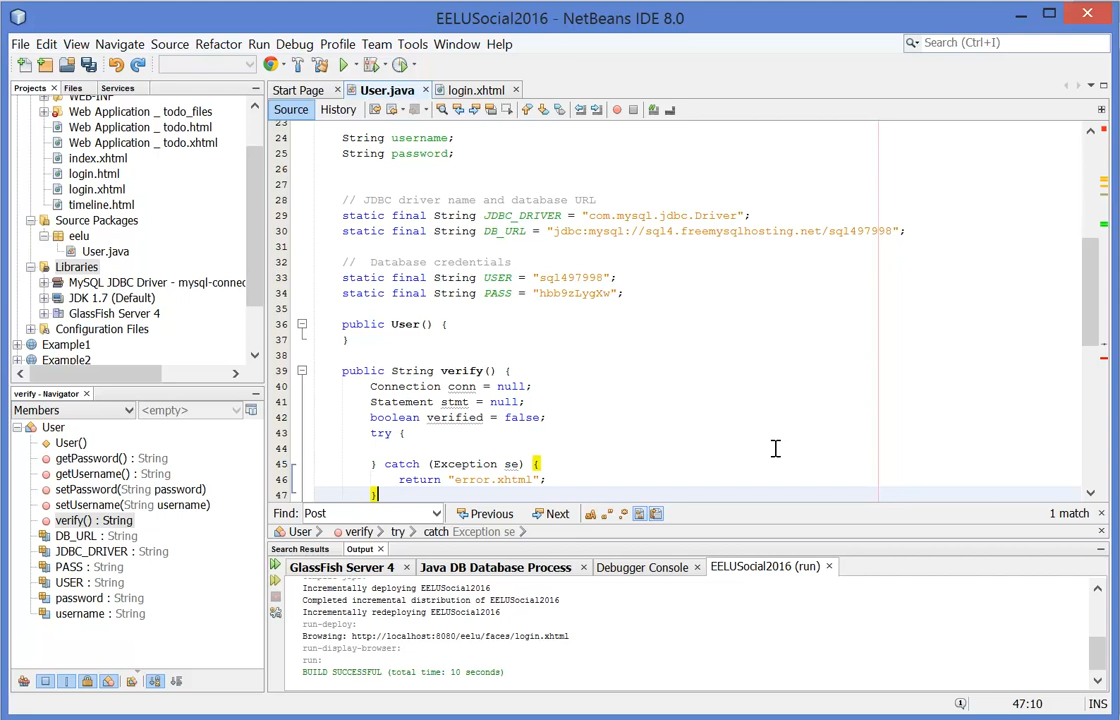 EELUSocial2016 - NetBeans IDE 8.0
File Edit View Navigate Source Refactor Run Debug Profile Team Tools Window Help
Search (Ctrl+I)
Projects Files Services
WEB-INF
Web Application _ todo_files
Web Application _ todo.html
Web Application _ todo.xhtml
index.xhtml
login.html
login.xhtml
timeline.html
Source Packages
eelu
User.java
Libraries
MySQL JDBC Driver - mysql-connec
JDK 1.7 (Default)
GlassFish Server 4
Configuration Files
Example1
Example2
verify - Navigator
Members
<empty>
User
User()
getPassword() : String
getUsername() : String
setPassword(String password)
setUsername(String username)
verify() : String
DB_URL : String
JDBC_DRIVER : String
PASS : String
USER : String
password : String
username : String
Start Page User.java login.xhtml
Source History
23
24 String username;
25 String password;
26
27
28 // JDBC driver name and database URL
29 static final String JDBC_DRIVER = "com.mysql.jdbc.Driver";
30 static final String DB_URL = "jdbc:mysql://sql4.freemysqlhosting.net/sql497998";
31
32 // Database credentials
33 static final String USER = "sql497998";
34 static final String PASS = "hbb9zLygXw";
35
36 public User() {
37 }
38
39 public String verify() {
40 Connection conn = null;
41 Statement stmt = null;
42 boolean verified = false;
43 try {
44
45 } catch (Exception se) {
46 return "error.xhtml";
47 }
Find: Post Previous Next 1 match
User verify try catch Exception se
Search Results Output
GlassFish Server 4 Java DB Database Process Debugger Console EELUSocial2016 (run)
Incrementally deploying EELUSocial2016
Completed incremental distribution of EELUSocial2016
Incrementally redeploying EELUSocial2016
run-deploy:
Browsing: http://localhost:8080/eelu/faces/login.xhtml
run-display-browser:
run:
BUILD SUCCESSFUL (total time: 10 seconds)
47:10 INS